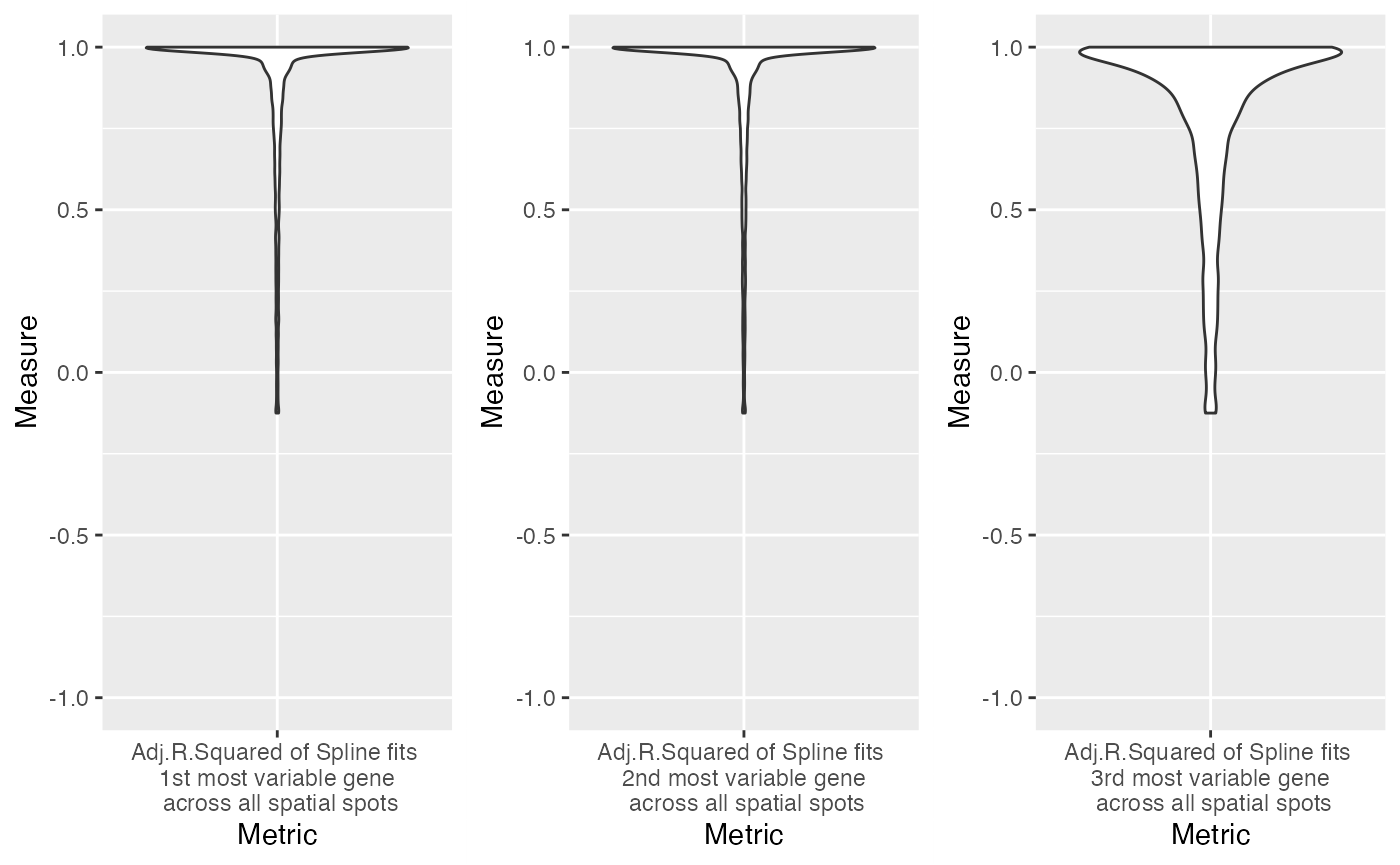 Measure
1.0
0.5
0.0
-0.5
-1.0
Adj.R.Squared of Spline fits
1st most variable gene
across all spatial spots
Metric
Measure
1.0
0.5
0.0
-0.5
-1.0
Adj.R.Squared of Spline fits
2nd most variable gene
across all spatial spots
Metric
Measure
1.0
0.5
0.0
-0.5
-1.0
Adj.R.Squared of Spline fits
3rd most variable gene
across all spatial spots
Metric